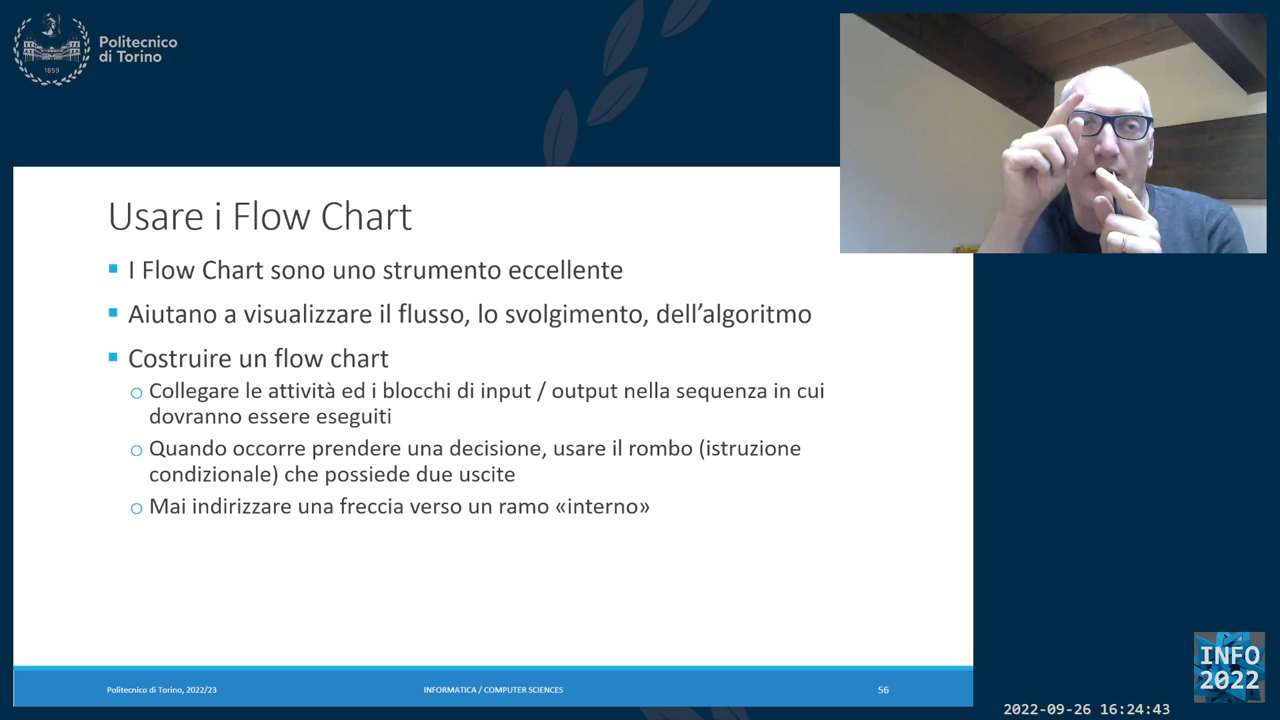 Politecnico
di Torino
1859
Usare i Flow Chart
I Flow Chart sono uno strumento eccellente
Aiutano a visualizzare il flusso, lo svolgimento, dell’algoritmo
Costruire un flow chart
Collegare le attività ed i blocchi di input / output nella sequenza in cui
dovranno essere eseguiti
Quando occorre prendere una decisione, usare il rombo (istruzione
condizionale) che possiede due uscite
Mai indirizzare una freccia verso un ramo «interno»
Politecnico di Torino, 2022/23
INFORMATICA / COMPUTER SCIENCES
56
INFO
2022
2022-09-26 16:24:43